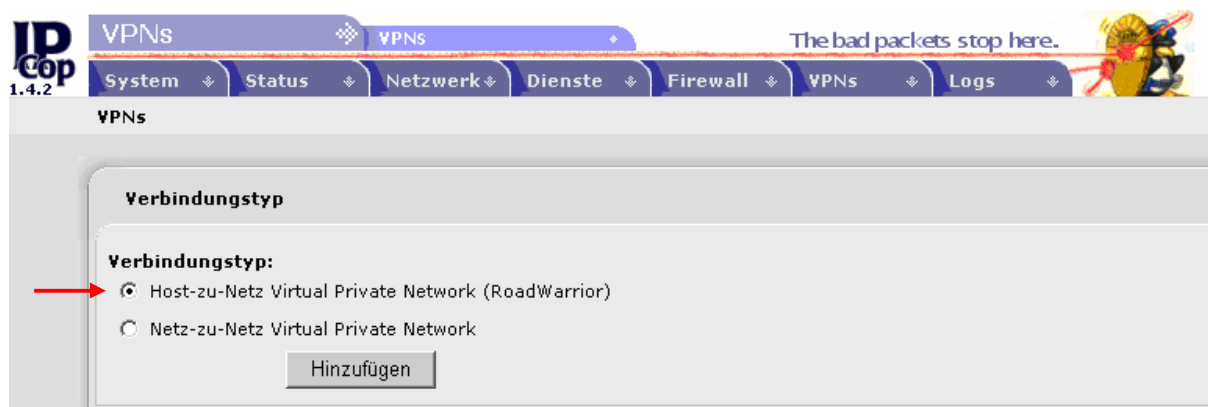 IP
Cop
1.4.2
VPNs VPNs The bad packets stop here.
System Status Netzwerk Dienste Firewall VPNs Logs
VPNs
Verbindungstyp
Verbindungstyp:
Host-zu-Netz Virtual Private Network (RoadWarrior)
Netz-zu-Netz Virtual Private Network
Hinzufügen